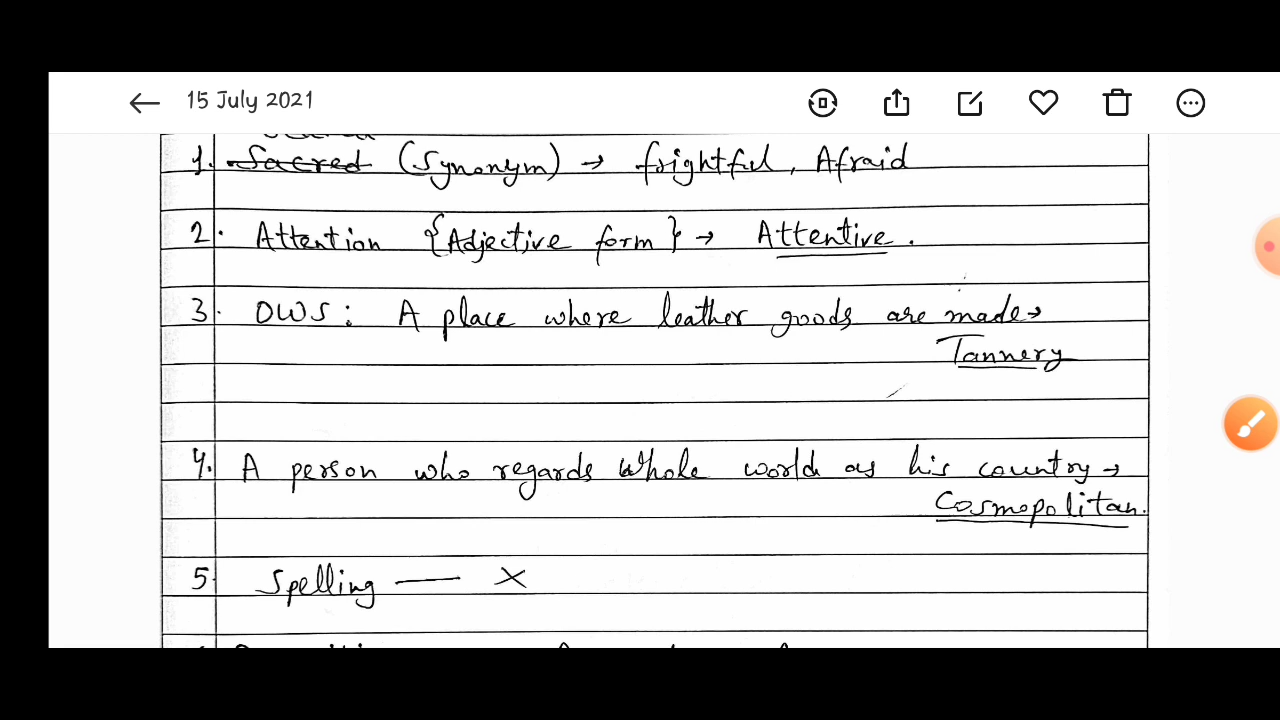 15 July 2021
1. Sacred (Synonym) → frightful, Afraid
2. Attention {Adjective form} → Attentive.
3. OWS: A place where leather goods are made→
Tannery
4. A person who regards whole world as his country →
Cosmopolitan.
5. Spelling — X